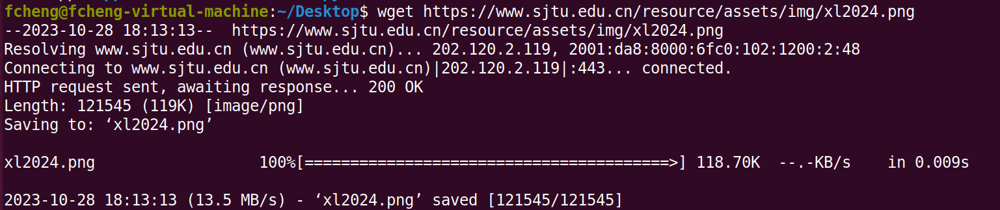 fcheng@fcheng-virtual-machine:~/Desktop$ wget https://www.sjtu.edu.cn/resource/assets/img/xl2024.png
--2023-10-28 18:13:13--  https://www.sjtu.edu.cn/resource/assets/img/xl2024.png
Resolving www.sjtu.edu.cn (www.sjtu.edu.cn)... 202.120.2.119, 2001:da8:8000:6fc0:102:1200:2:48
Connecting to www.sjtu.edu.cn (www.sjtu.edu.cn)|202.120.2.119|:443... connected.
HTTP request sent, awaiting response... 200 OK
Length: 121545 (119K) [image/png]
Saving to: ‘xl2024.png’
xl2024.png                  100%[========================================>] 118.70K  --.-KB/s    in 0.009s
2023-10-28 18:13:13 (13.5 MB/s) - ‘xl2024.png’ saved [121545/121545]